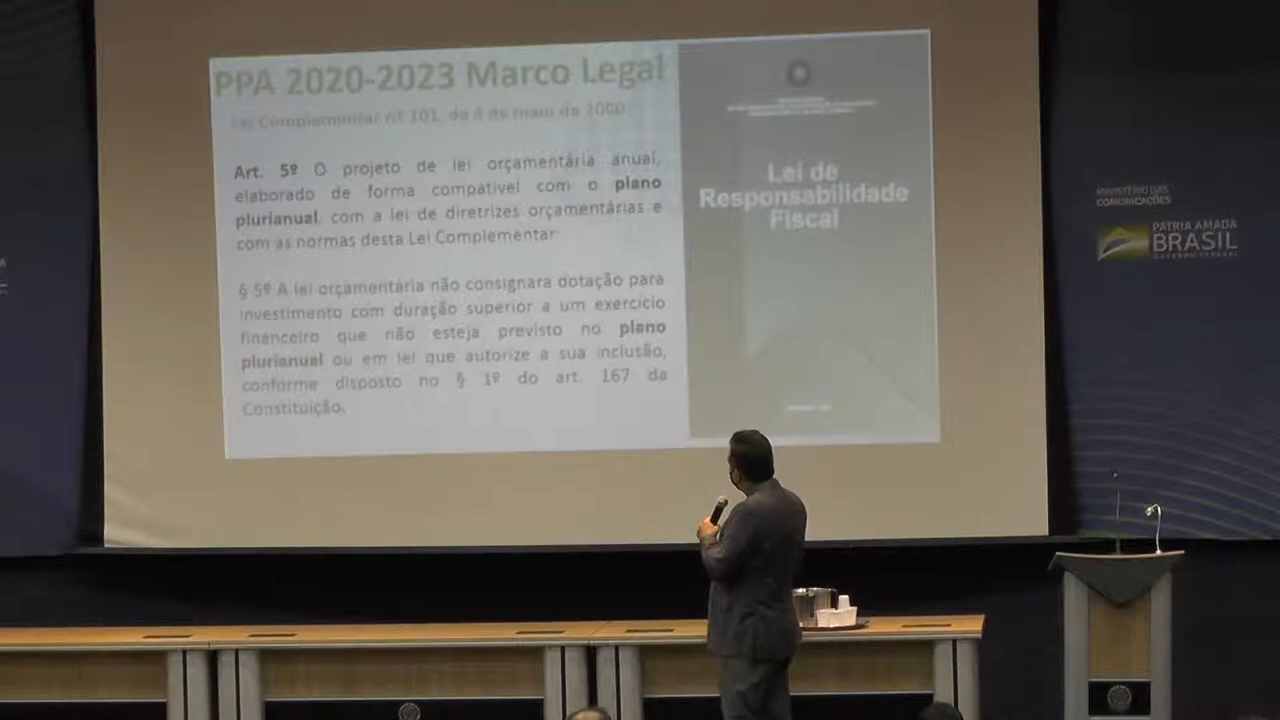 PPA 2020-2023 Marco Legal
Lei Complementar nº 101, de 4 de maio de 2000.
Art. 5º O projeto de lei orçamentária anual,
elaborado de forma compatível com o plano
plurianual, com a lei de diretrizes orçamentárias e
com as normas desta Lei Complementar:
§ 5º A lei orçamentária não consignará dotação para
investimento com duração superior a um exercício
financeiro que não esteja previsto no plano
plurianual ou em lei que autorize a sua inclusão,
conforme disposto no § 1º do art. 167 da
Constituição.
Lei de
Responsabilidade
Fiscal
MINISTÉRIO DAS
COMUNICAÇÕES
PÁTRIA AMADA
BRASIL
GOVERNO FEDERAL